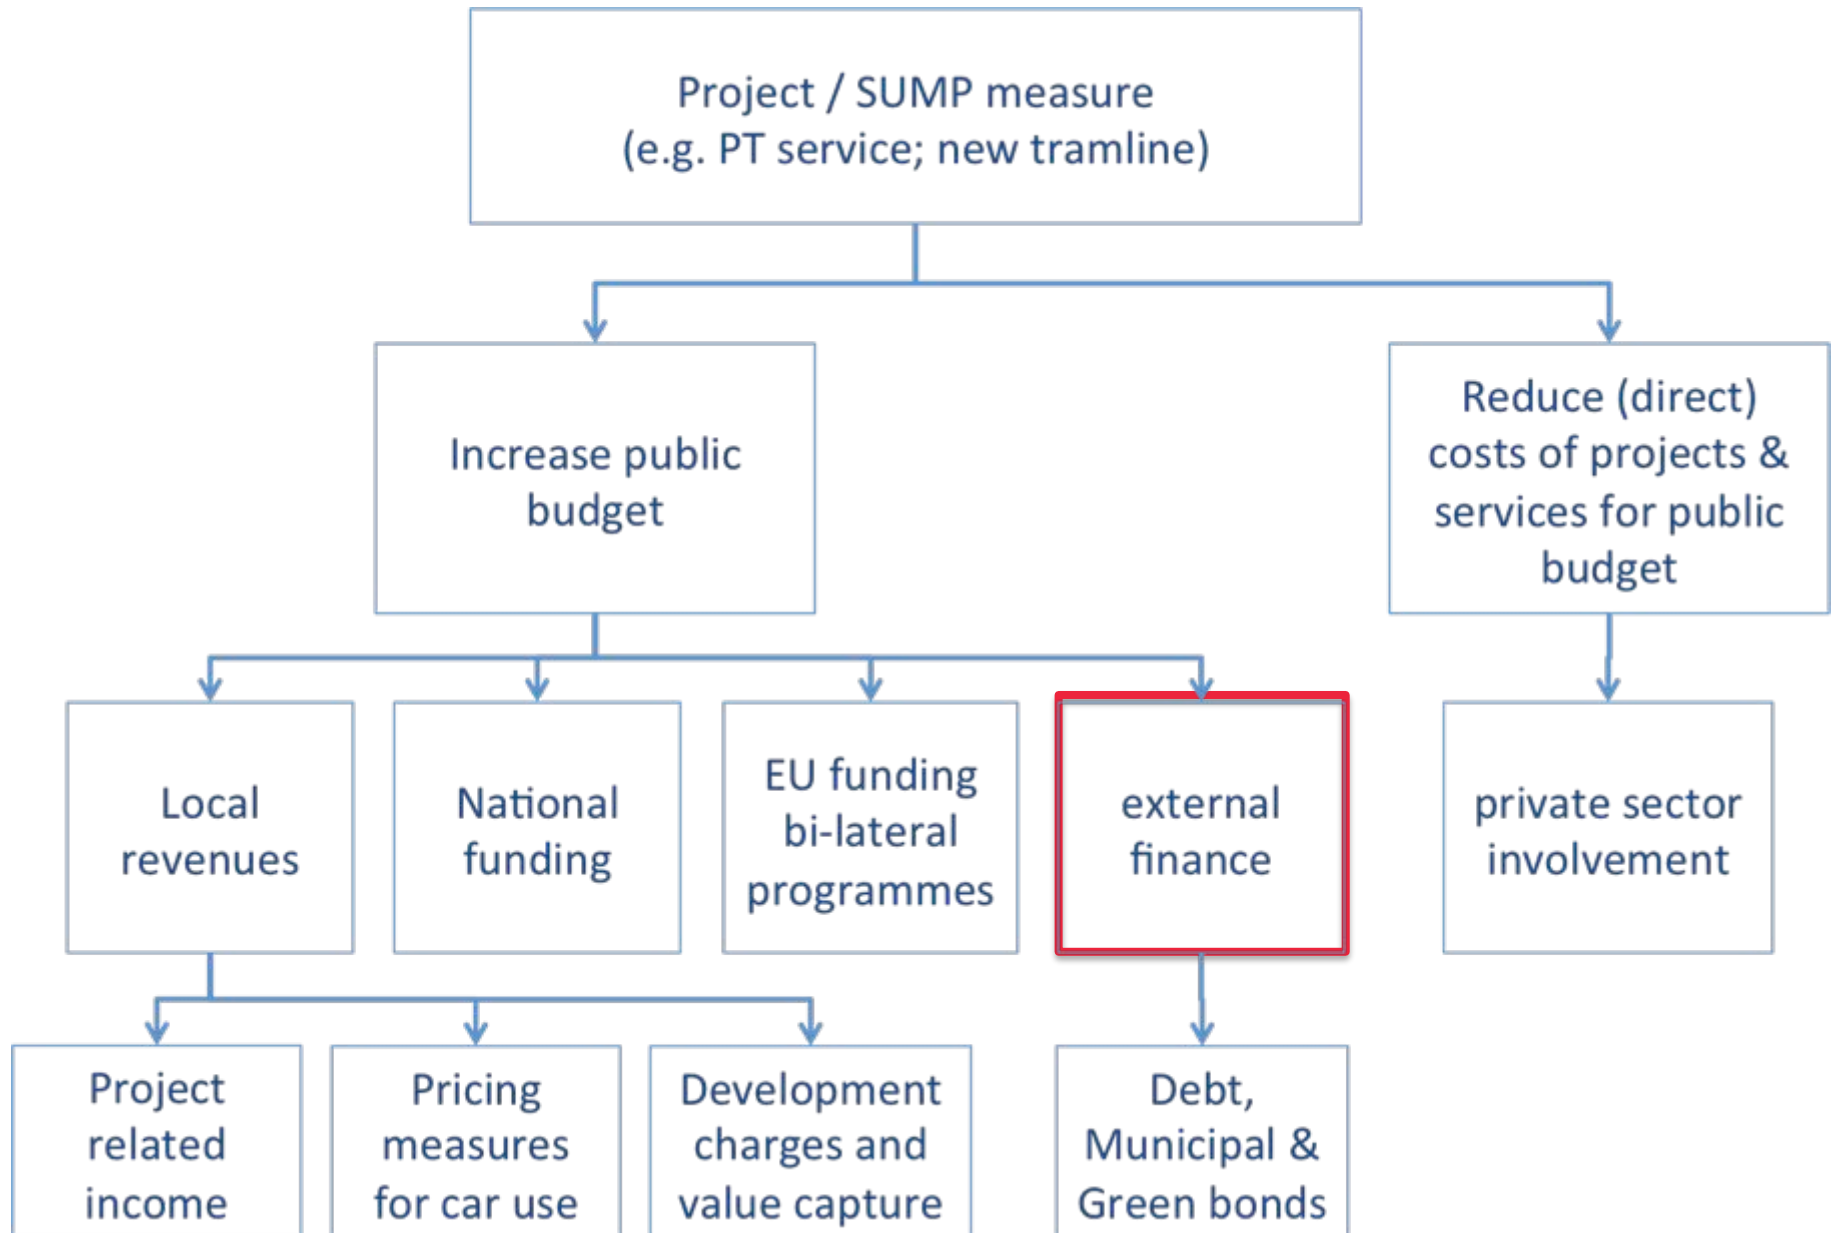 Project / SUMP measure
(e.g. PT service; new tramline)
Increase public
budget
Reduce (direct)
costs of projects &
services for public
budget
Local
revenues
National
funding
EU funding
bi-lateral
programmes
external
finance
private sector
involvement
Project
related
income
Pricing
measures
for car use
Development
charges and
value capture
Debt,
Municipal &
Green bonds